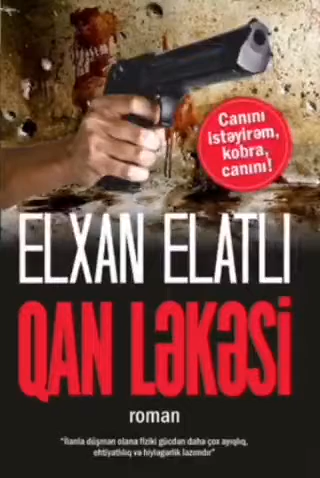 Canını
istəyirəm,
kobra,
canını!
ELXAN ELATLI
QAN LƏKƏSİ
roman
"İlanla düşmən olana fiziki gücdən daha çox ayıqlıq,
ehtiyatlılıq və hiyləgərlik lazımdır"